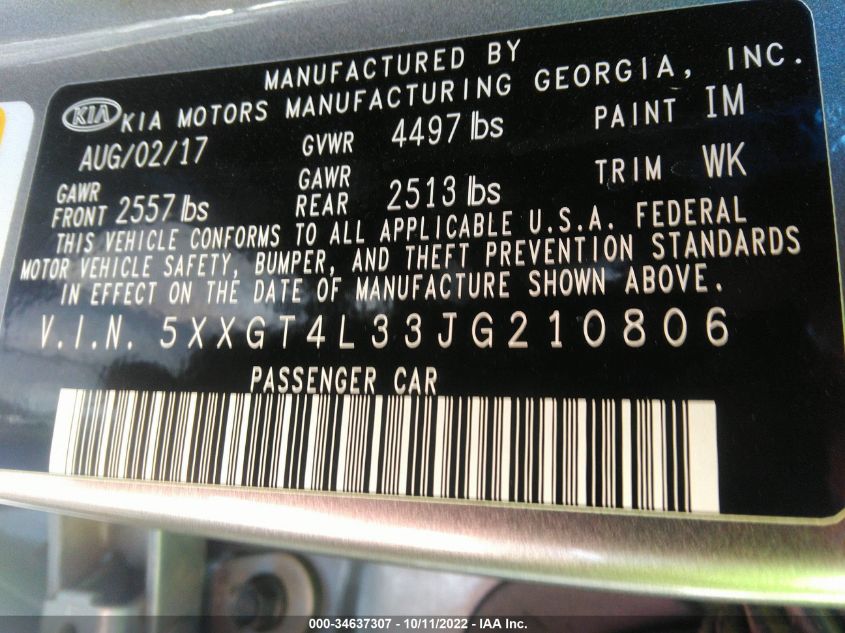 MANUFACTURED BY
KIA KIA MOTORS MANUFACTURING GEORGIA, INC.
AUG/02/17 GVWR 4497 lbs PAINT IM
GAWR FRONT 2557 lbs GAWR REAR 2513 lbs TRIM WK
THIS VEHICLE CONFORMS TO ALL APPLICABLE U.S.A. FEDERAL
MOTOR VEHICLE SAFETY, BUMPER, AND THEFT PREVENTION STANDARDS
IN EFFECT ON THE DATE OF MANUFACTURE SHOWN ABOVE.
V.I.N. 5XXGT4L33JG210806
PASSENGER CAR
000-34637307 - 10/11/2022 - IAA Inc.